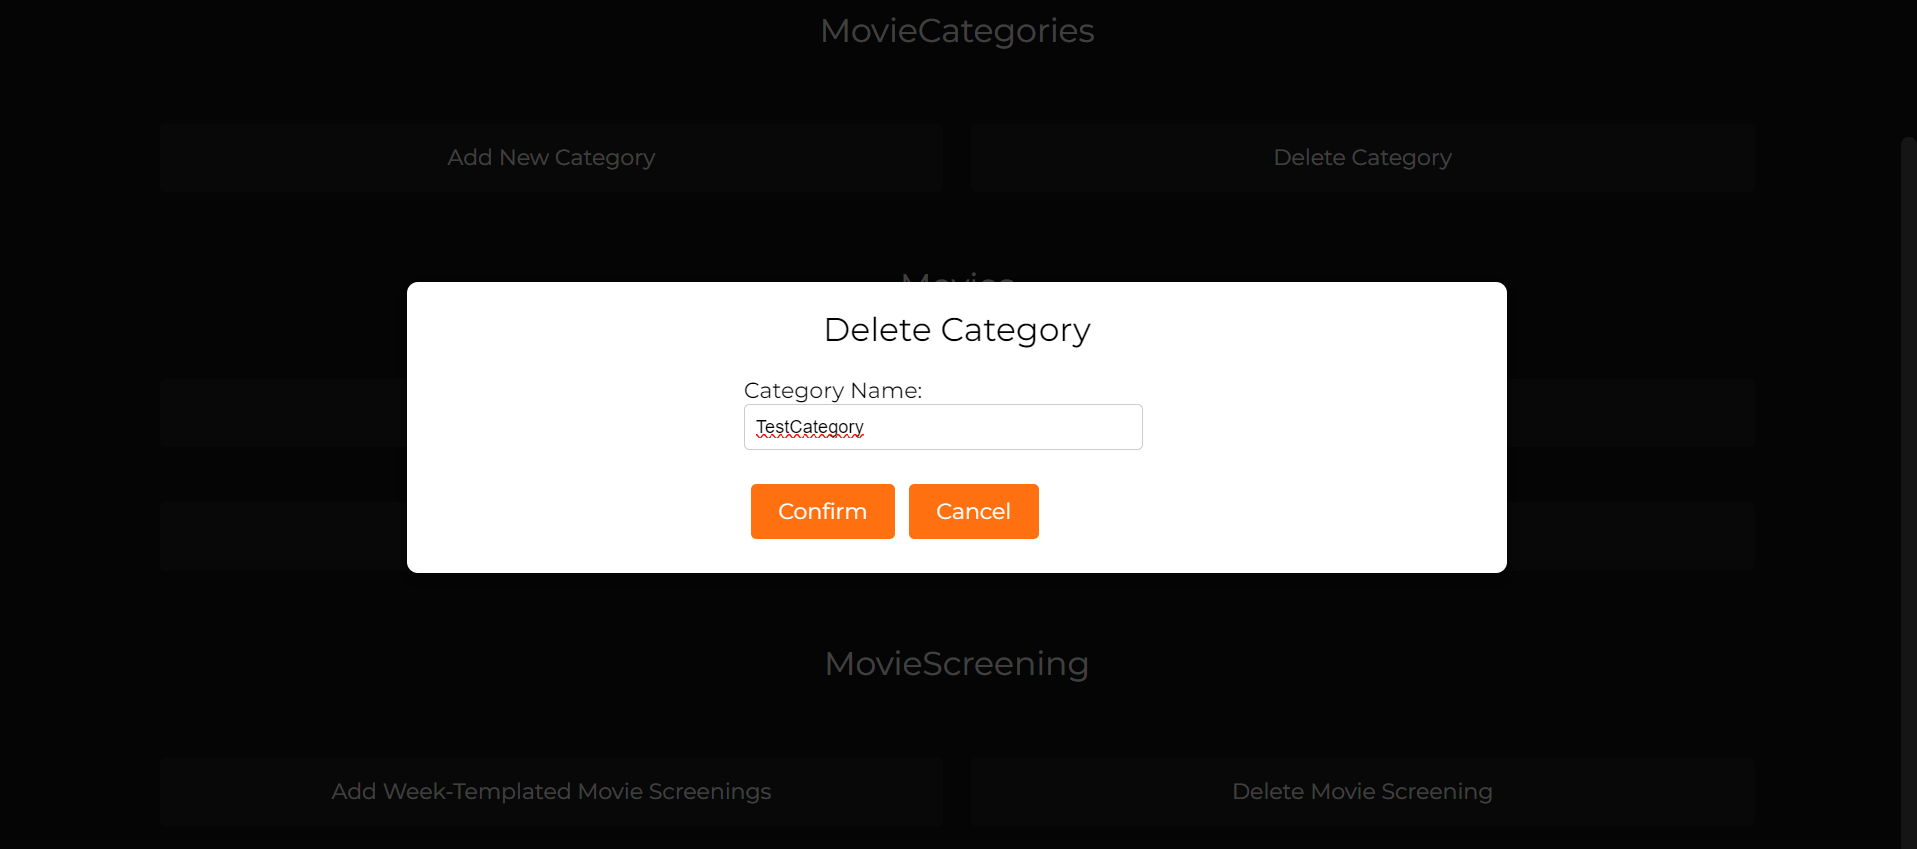 MovieCategories
Add New Category
Delete Category
Movies
Delete Category
Category Name:
TestCategory
Confirm
Cancel
MovieScreening
Add Week-Templated Movie Screenings
Delete Movie Screening